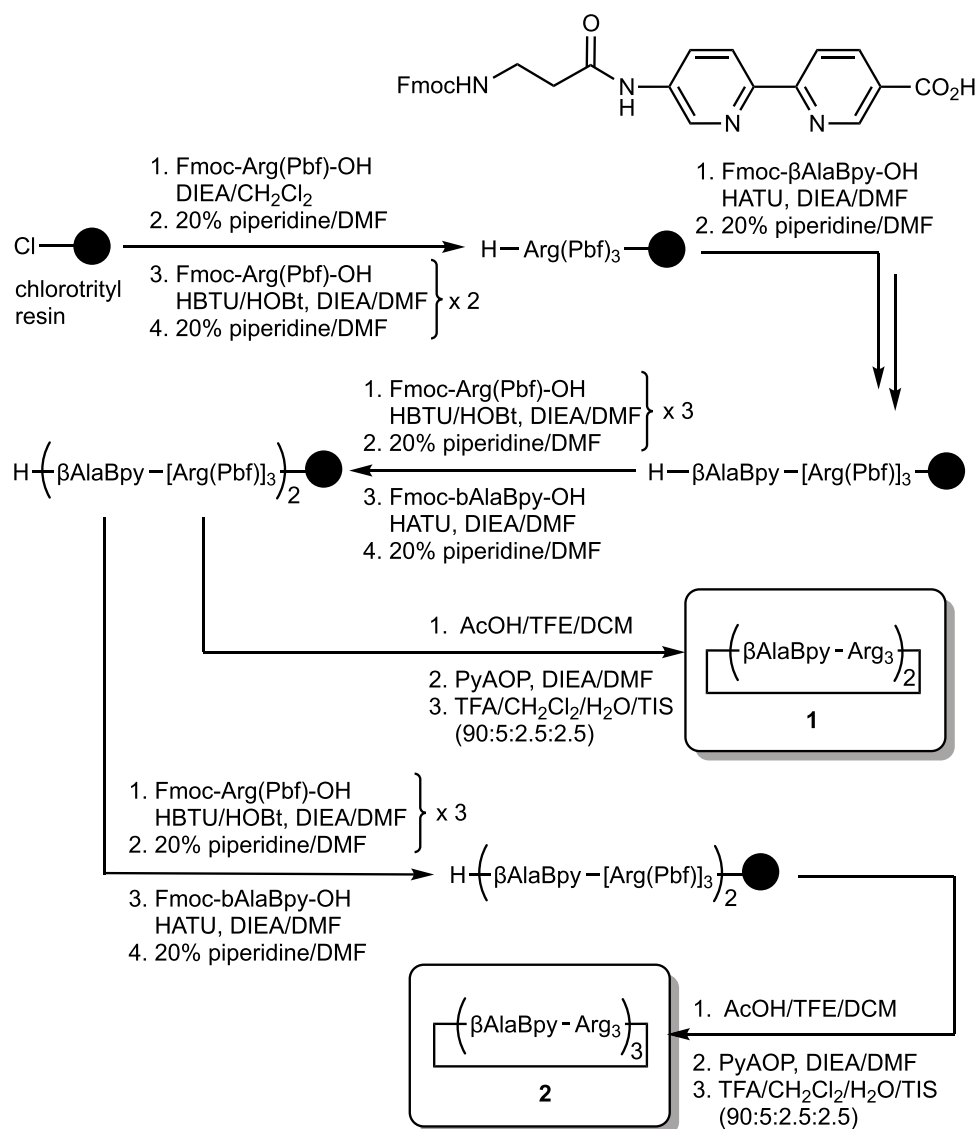 O
FmocHN
N
H
N
N
CO₂H
1. Fmoc-Arg(Pbf)-OH
DIEA/CH₂Cl₂
2. 20% piperidine/DMF
3. Fmoc-Arg(Pbf)-OH
HBTU/HOBt, DIEA/DMF
4. 20% piperidine/DMF
x 2
Cl
chlorotrityl
resin
H–Arg(Pbf)₃
1. Fmoc-βAlaBpy-OH
HATU, DIEA/DMF
2. 20% piperidine/DMF
1. Fmoc-Arg(Pbf)-OH
HBTU/HOBt, DIEA/DMF
2. 20% piperidine/DMF
x 3
3. Fmoc-bAlaBpy-OH
HATU, DIEA/DMF
4. 20% piperidine/DMF
H–βAlaBpy–[Arg(Pbf)]₃
H–(βAlaBpy–[Arg(Pbf)]₃)₂
1. AcOH/TFE/DCM
2. PyAOP, DIEA/DMF
3. TFA/CH₂Cl₂/H₂O/TIS
(90:5:2.5:2.5)
(βAlaBpy-Arg₃)₂
1
1. Fmoc-Arg(Pbf)-OH
HBTU/HOBt, DIEA/DMF
2. 20% piperidine/DMF
x 3
3. Fmoc-bAlaBpy-OH
HATU, DIEA/DMF
4. 20% piperidine/DMF
H–(βAlaBpy–[Arg(Pbf)]₃)₂
1. AcOH/TFE/DCM
2. PyAOP, DIEA/DMF
3. TFA/CH₂Cl₂/H₂O/TIS
(90:5:2.5:2.5)
(βAlaBpy-Arg₃)₃
2